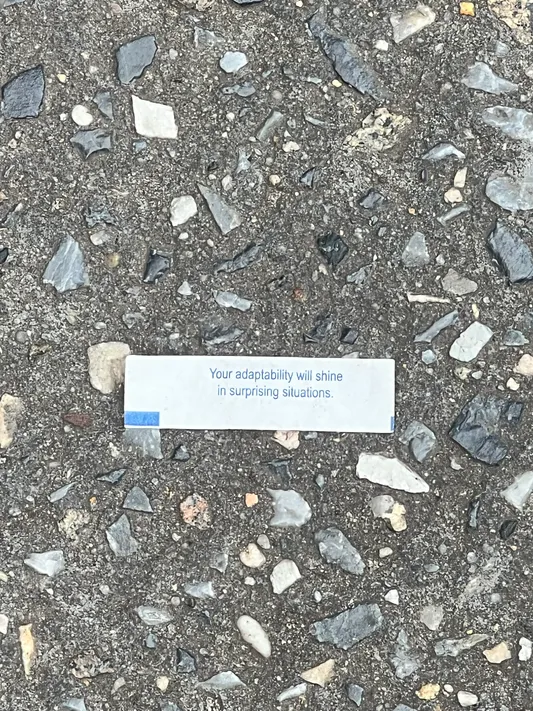 Your adaptability will shine
in surprising situations.